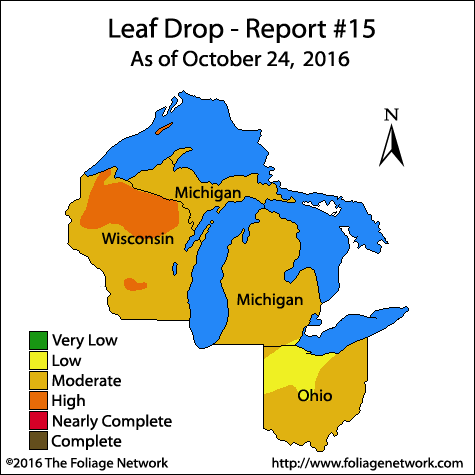 Leaf Drop - Report #15
As of October 24, 2016
N
Michigan
Wisconsin
Michigan
Ohio
Very Low
Low
Moderate
High
Nearly Complete
Complete
©2016 The Foliage Network
http://www.foliagenetwork.com